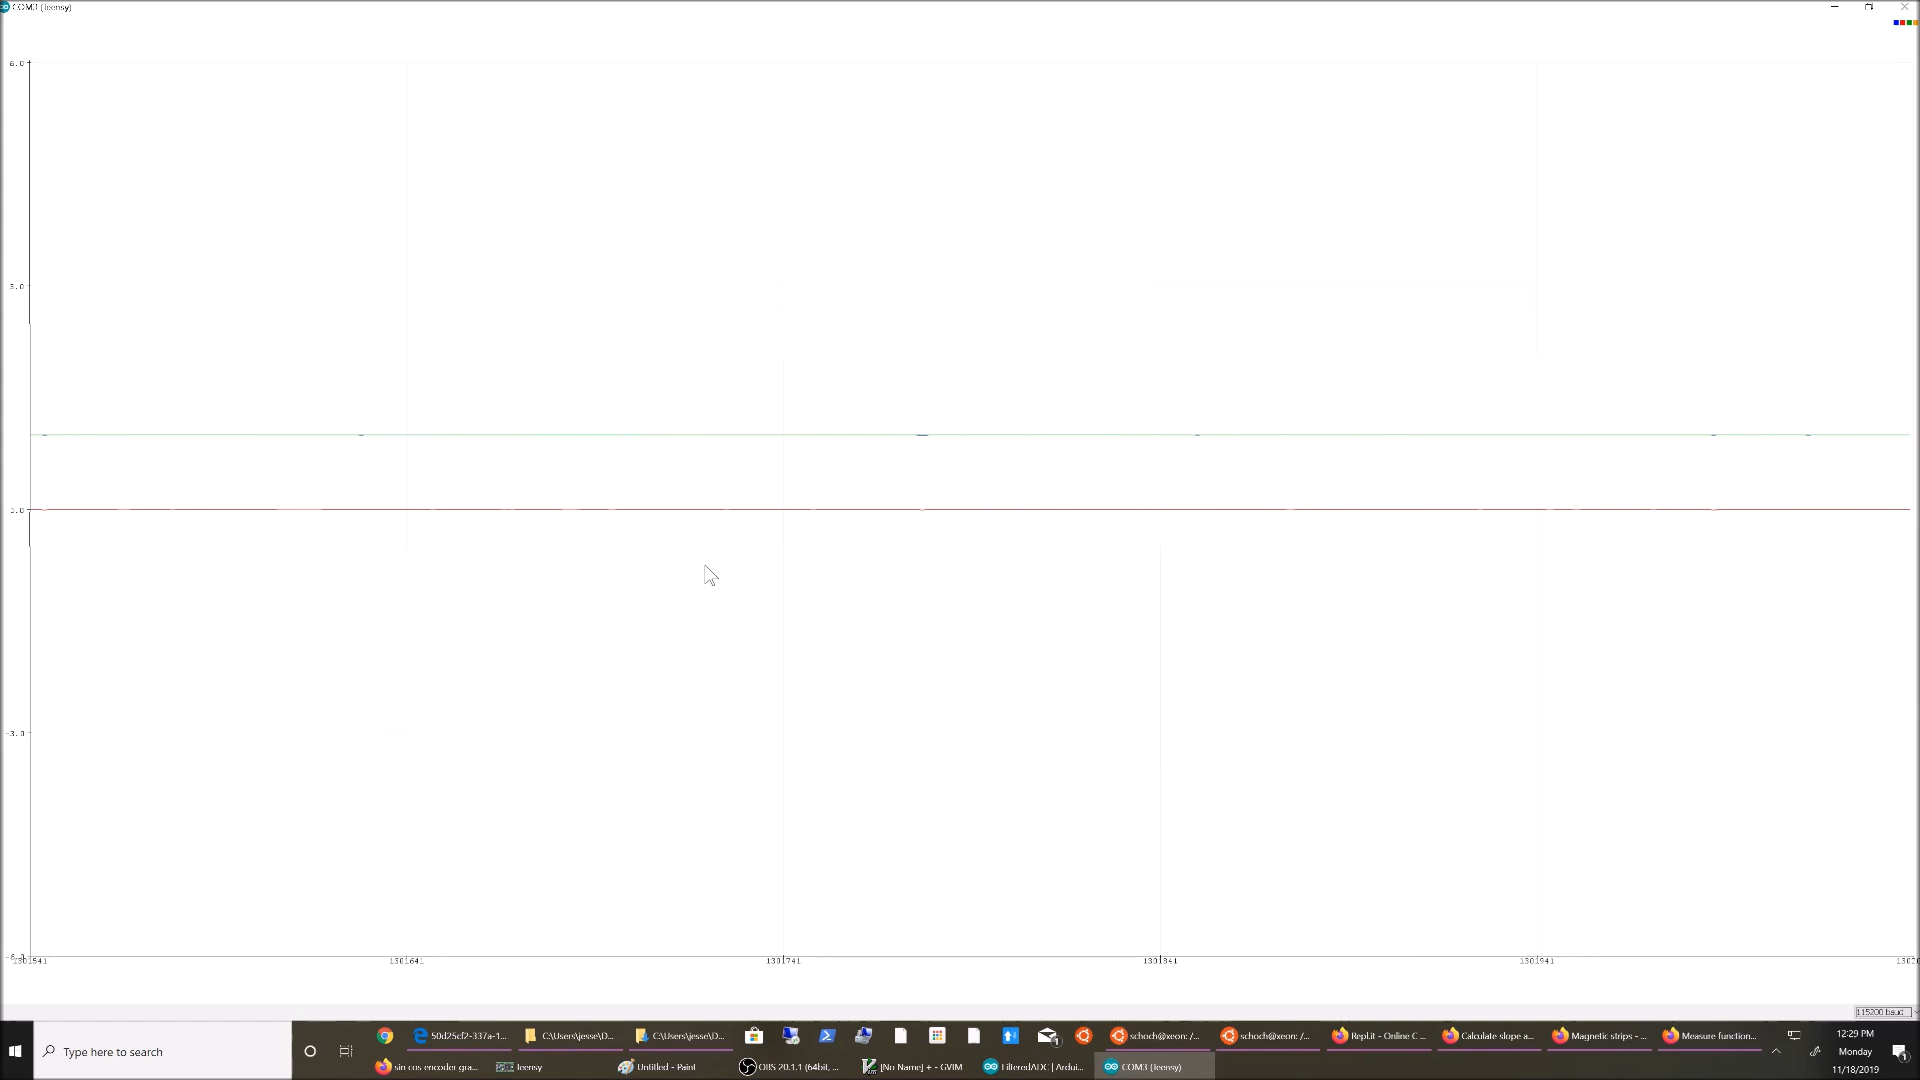 COM3 (Teensy)
6.0
3.0
-3.0
1301641
1301741
1301841
1301941
115200 baud
50d25cf2-337a-1...
C:\Users\jesse\D...
C:\Users\jesse\D...
schoch@xeon: /...
schoch@xeon: /...
Repl.it - Online C ...
Calculate slope a...
Magnetic strips - ...
Measure function...
12:29 PM
Type here to search
Monday
sin cos encoder gra...
Teensy
Untitled - Paint
OBS 20.1.1 (64bit, ...
[No Name] + - GVIM
FilteredADC | Ardui...
COM3 (Teensy)
11/18/2019